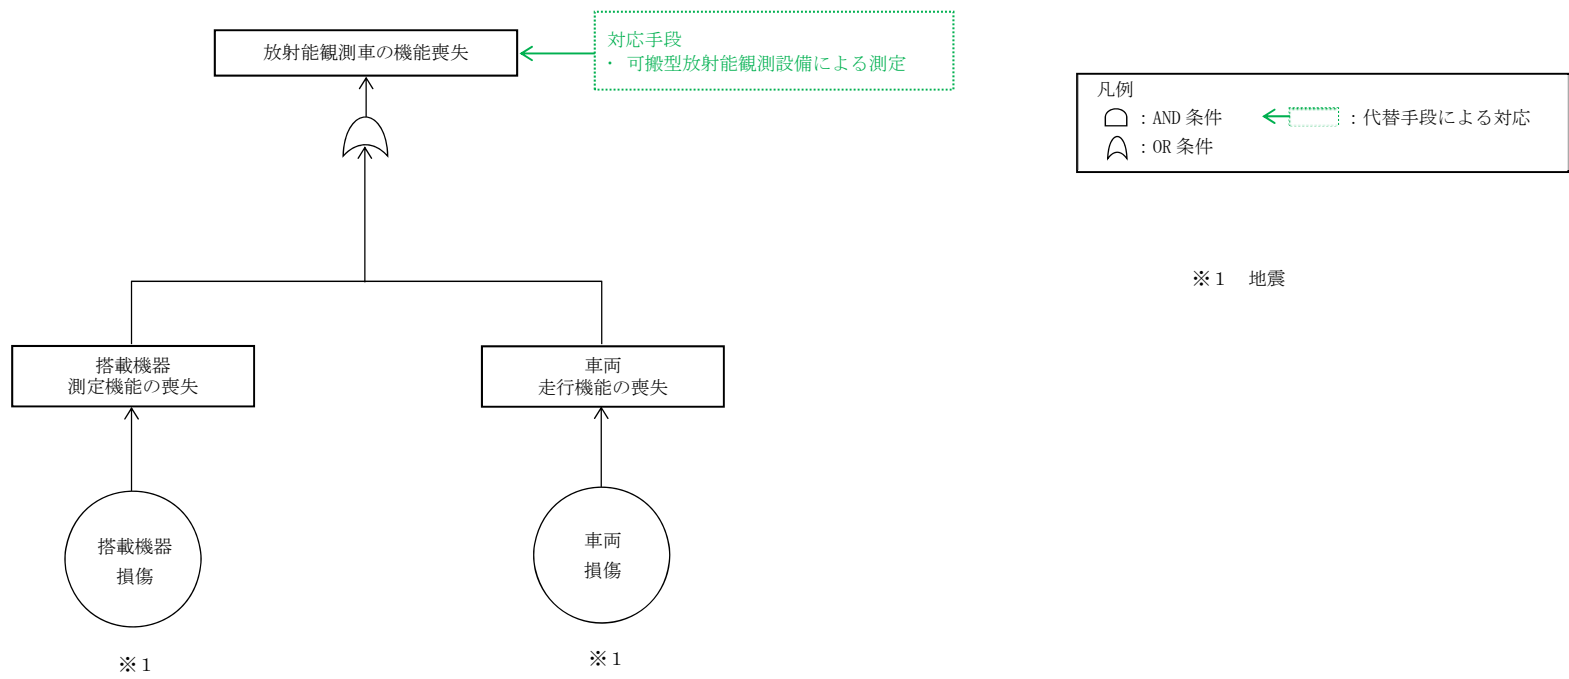 放射能観測車の機能喪失
対応手段
・ 可搬型放射能観測設備による測定
凡例
：AND 条件
：代替手段による対応
：OR 条件
※１　地震
搭載機器
測定機能の喪失
車両
走行機能の喪失
搭載機器
損傷
車両
損傷
※１
※１